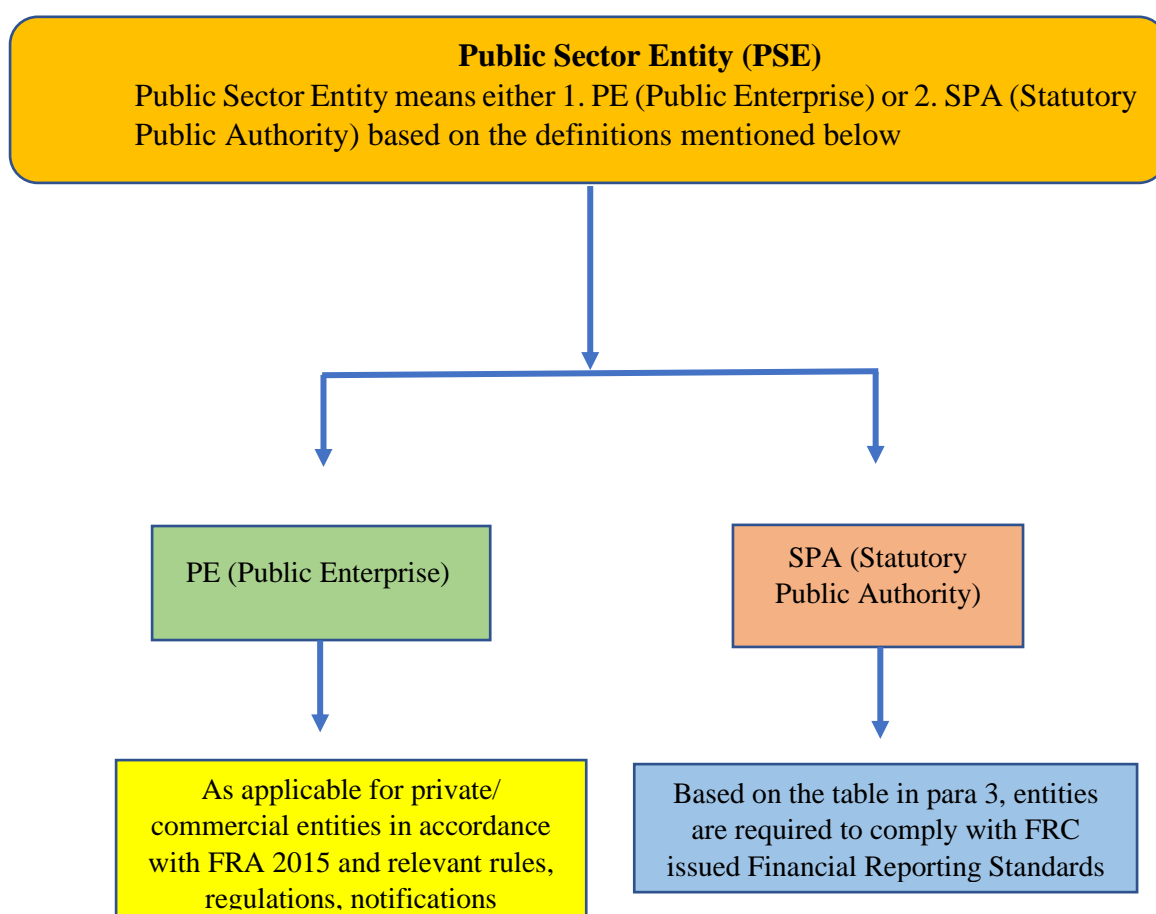 Public Sector Entity (PSE)
Public Sector Entity means either 1. PE (Public Enterprise) or 2. SPA (Statutory
Public Authority) based on the definitions mentioned below
PE (Public Enterprise)
SPA (Statutory
Public Authority)
As applicable for private/
commercial entities in accordance
with FRA 2015 and relevant rules,
regulations, notifications
Based on the table in para 3, entities
are required to comply with FRC
issued Financial Reporting Standards